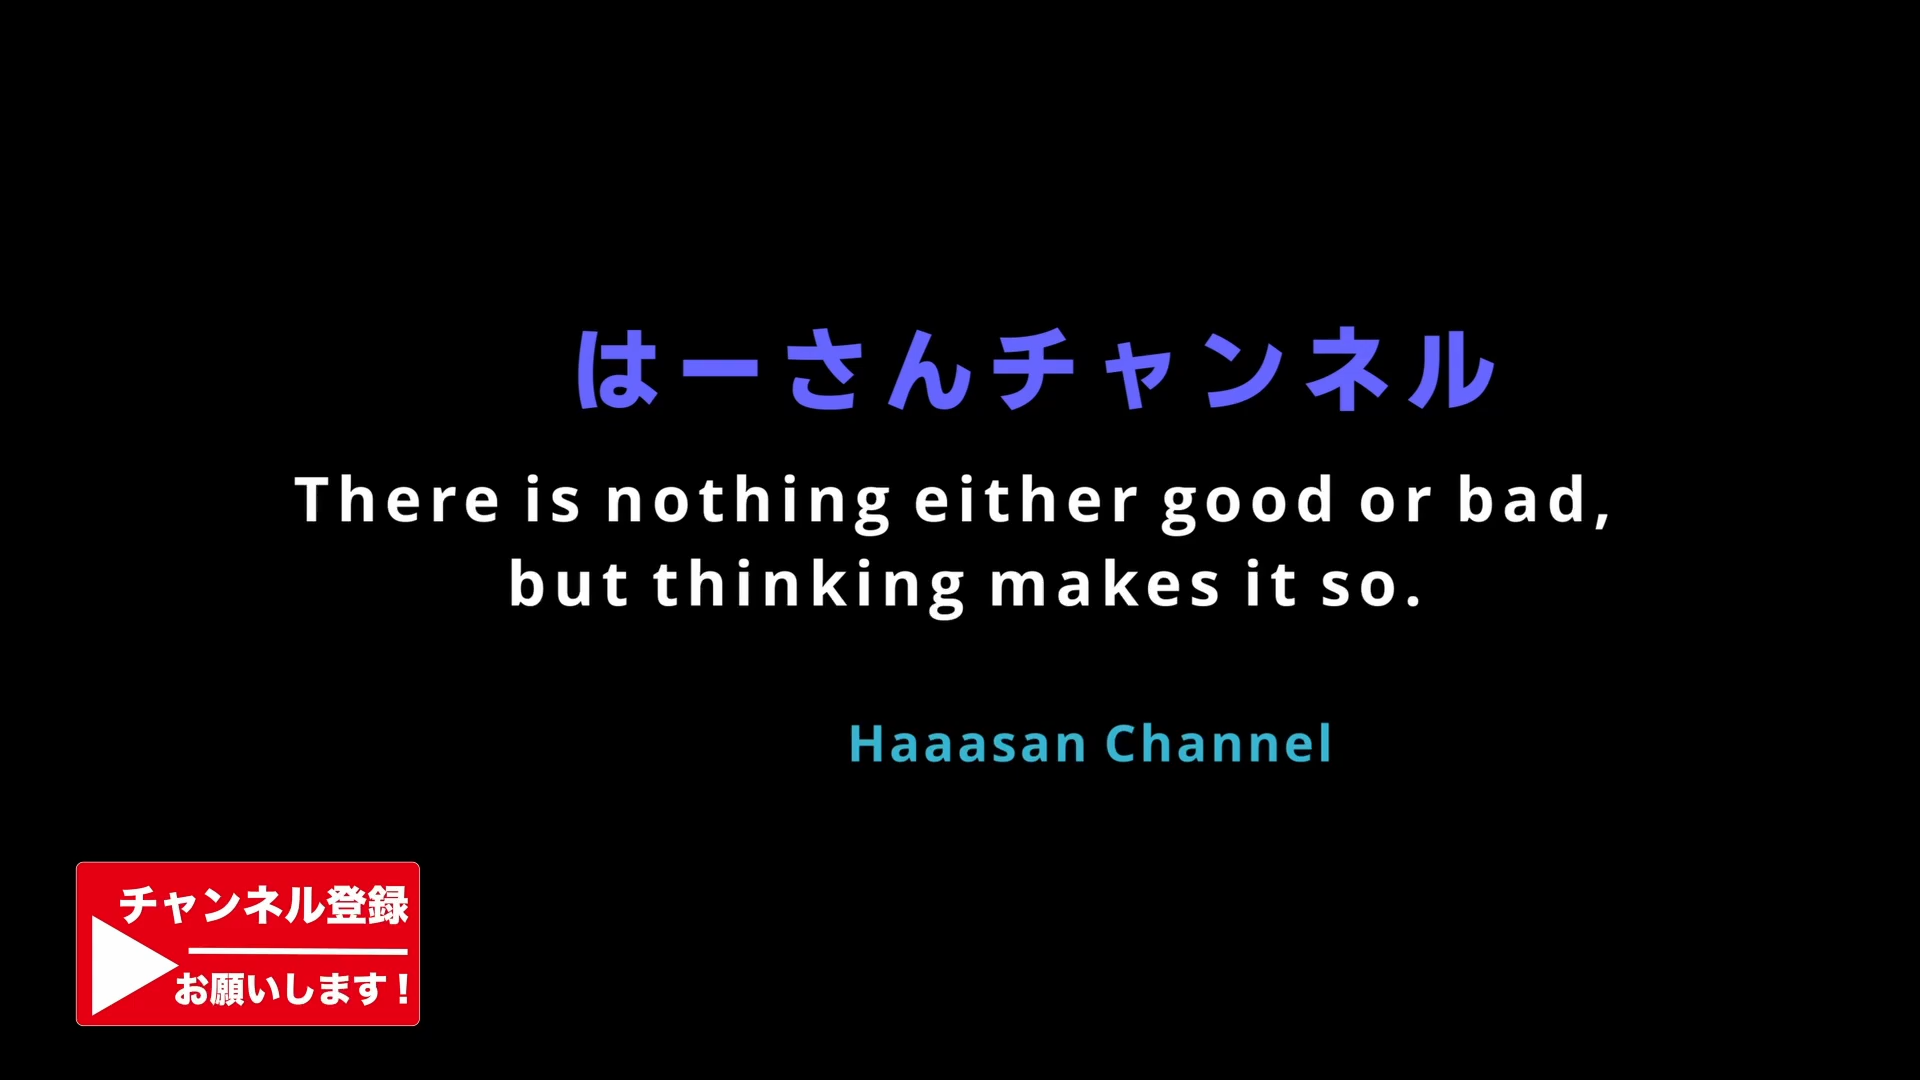 はーさんチャンネル
There is nothing either good or bad,
but thinking makes it so.
Haaasan Channel
チャンネル登録
お願いします！